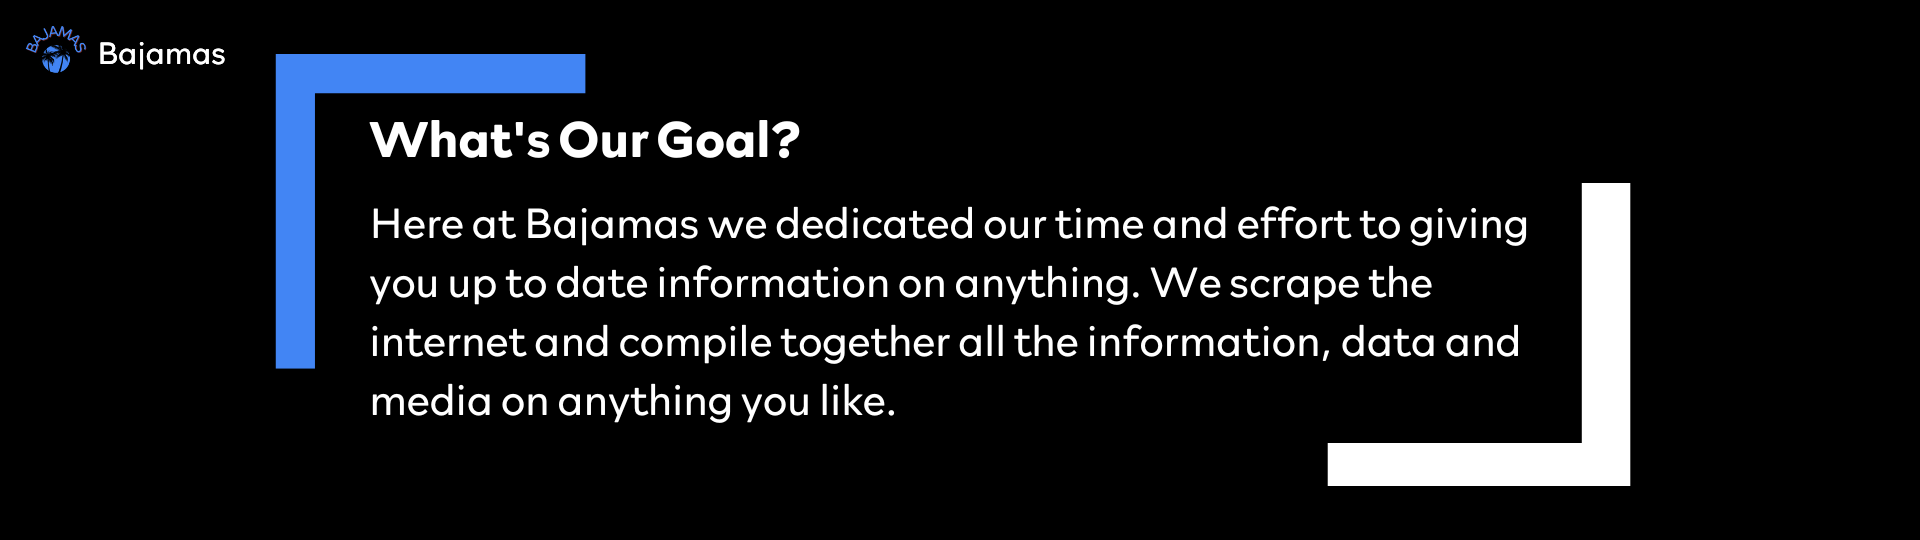 BAJAMAS
Bajamas
What's Our Goal?
Here at Bajamas we dedicated our time and effort to giving
you up to date information on anything. We scrape the
internet and compile together all the information, data and
media on anything you like.